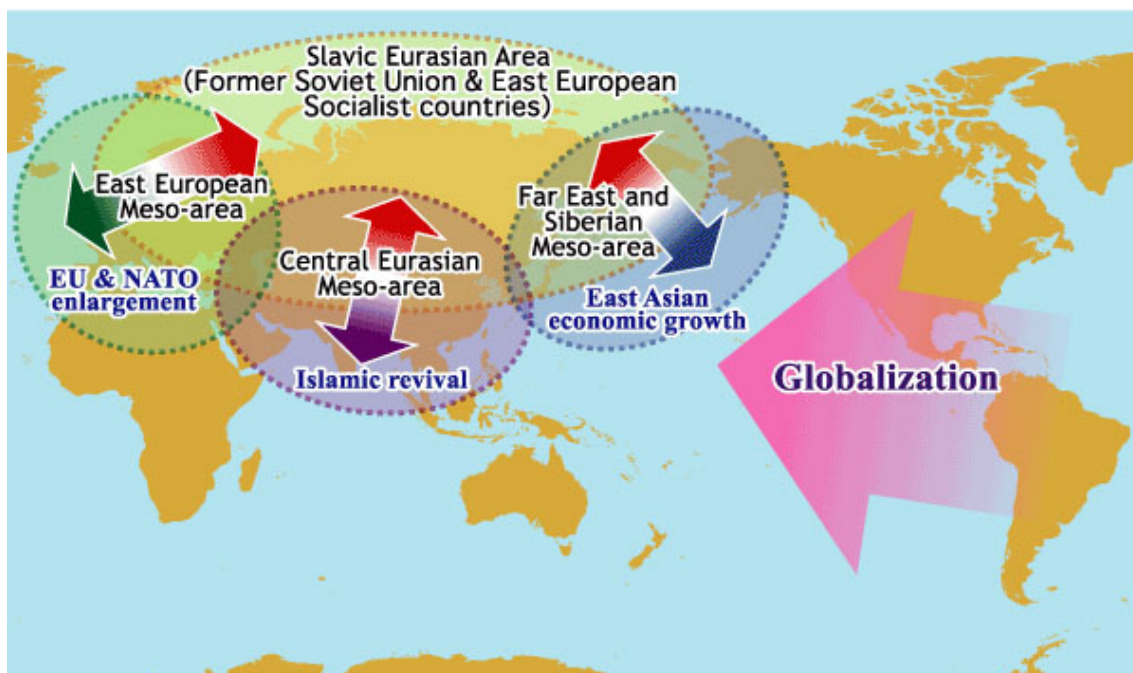 Slavic Eurasian Area
(Former Soviet Union & East European
Socialist countries)
East European
Meso-area
EU & NATO
enlargement
Central Eurasian
Meso-area
Islamic revival
Far East and
Siberian
Meso-area
East Asian
economic growth
Globalization